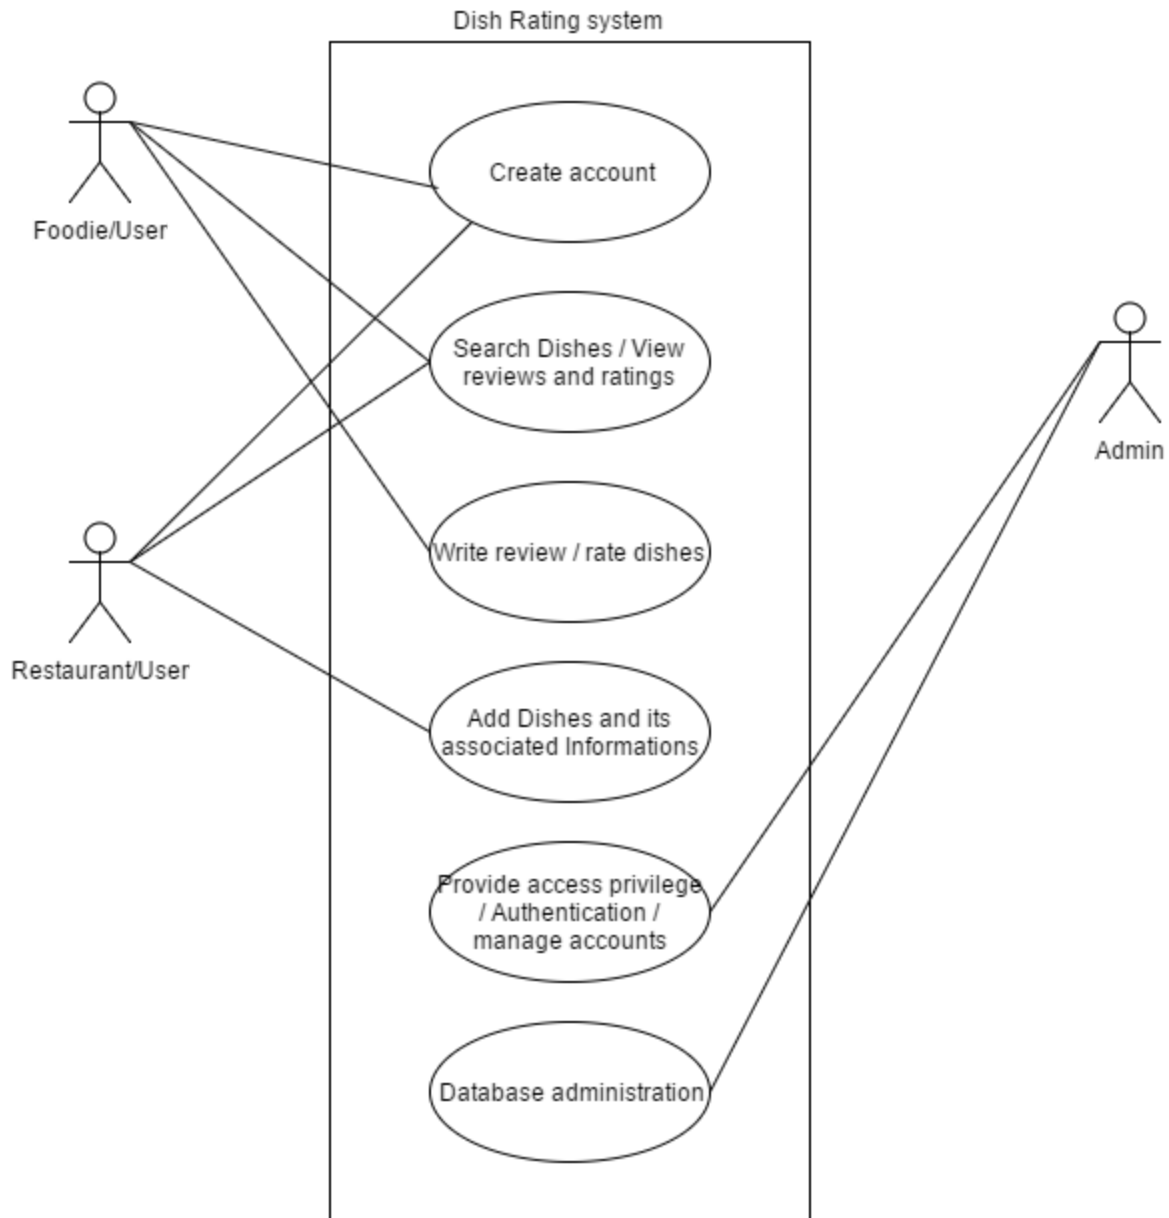 Dish Rating system
Foodie/User
Create account
Search Dishes / View
reviews and ratings
Admin
Write review / rate dishes
Restaurant/User
Add Dishes and its
associated Informations
Provide access privilege
/ Authentication /
manage accounts
Database administration